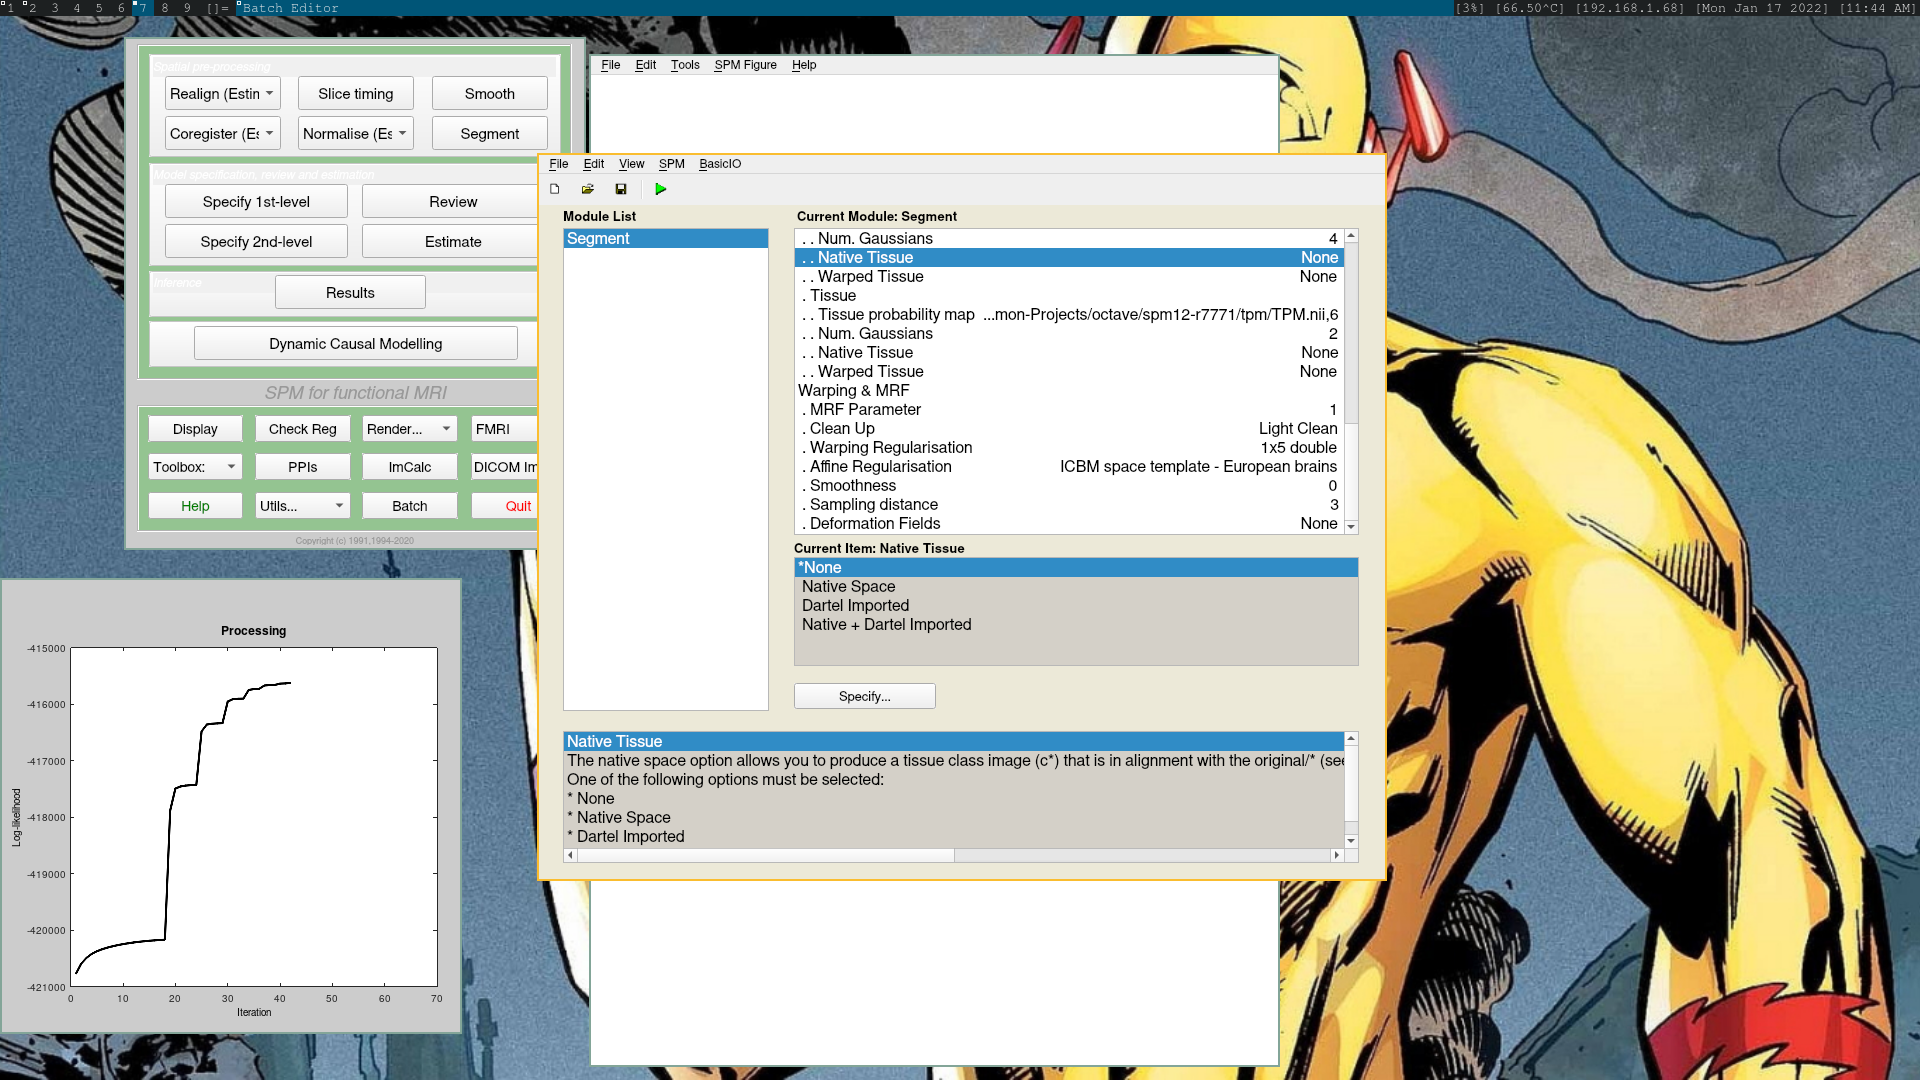 1 2 3 4 5 6 7 8 9 []= Batch Editor [3%] [66.50^C] [192.168.1.68] [Mon Jan 17 2022] [11:44 AM]
Spatial pre-processing
Realign (Estin Slice timing Smooth
Coregister (Es Normalise (Es Segment
Model specification, review and estimation
Specify 1st-level Review
Specify 2nd-level Estimate
Inference
Results
Dynamic Causal Modelling
SPM for functional MRI
Display Check Reg Render... FMRI
Toolbox: PPIs ImCalc DICOM Im
Help Utils... Batch Quit
Copyright (c) 1991,1994-2020
File Edit Tools SPM Figure Help
File Edit View SPM BasicIO
Module List
Segment
Current Module: Segment
. . Num. Gaussians 4
. . Native Tissue None
. . Warped Tissue None
. Tissue
. . Tissue probability map ...mon-Projects/octave/spm12-r7771/tpm/TPM.nii,6
. . Num. Gaussians 2
. . Native Tissue None
. . Warped Tissue None
Warping & MRF
. MRF Parameter 1
. Clean Up Light Clean
. Warping Regularisation 1x5 double
. Affine Regularisation ICBM space template - European brains
. Smoothness 0
. Sampling distance 3
. Deformation Fields None
Current Item: Native Tissue
*None
Native Space
Dartel Imported
Native + Dartel Imported
Specify...
Native Tissue
The native space option allows you to produce a tissue class image (c*) that is in alignment with the original/* (see
One of the following options must be selected:
* None
* Native Space
* Dartel Imported
Processing
-415000
-416000
-417000
-418000
-419000
-420000
-421000
Log-likelihood
0 10 20 30 40 50 60 70
Iteration